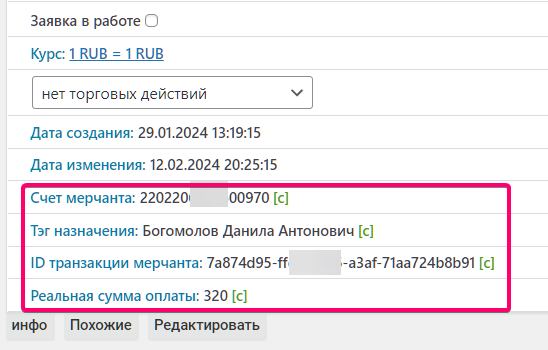 Заявка в работе
Курс: 1 RUB = 1 RUB
нет торговых действий
Дата создания: 29.01.2024 13:19:15
Дата изменения: 12.02.2024 20:25:15
Счет мерчанта: 220220 00970 [c]
Тэг назначения: Богомолов Данила Антонович [c]
ID транзакции мерчанта: 7a874d95-ff -a3af-71aa724b8b91 [c]
Реальная сумма оплаты: 320 [c]
инфо Похожие Редактировать